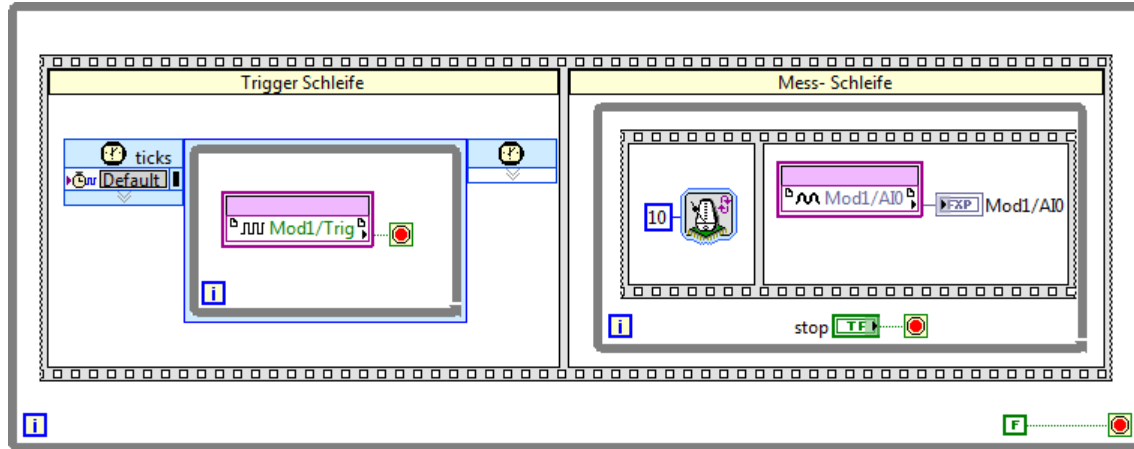 Trigger Schleife
Mess- Schleife
ticks
Default
Mod1/Trig
i
10
Mod1/AI0
FXP
Mod1/AI0
i
stop
TF
i
F